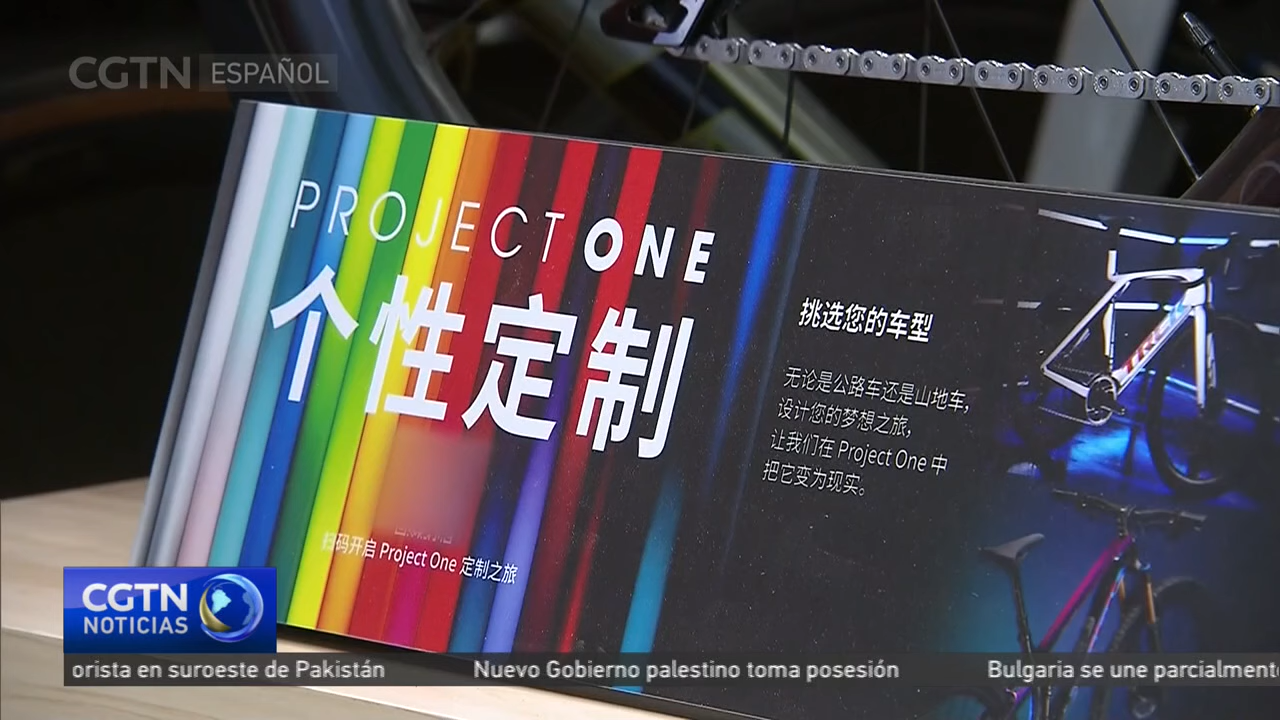 CGTN ESPAÑOL
PROJECT ONE
个性定制
挑选您的车型
无论是公路车还是山地车,
设计您的梦想之旅,
让我们在 Project One 中
把它变为现实。
TREK
扫码开启 Project One 定制之旅
CGTN
NOTICIAS
orista en suroeste de Pakistán Nuevo Gobierno palestino toma posesión Bulgaria se une parcialmente